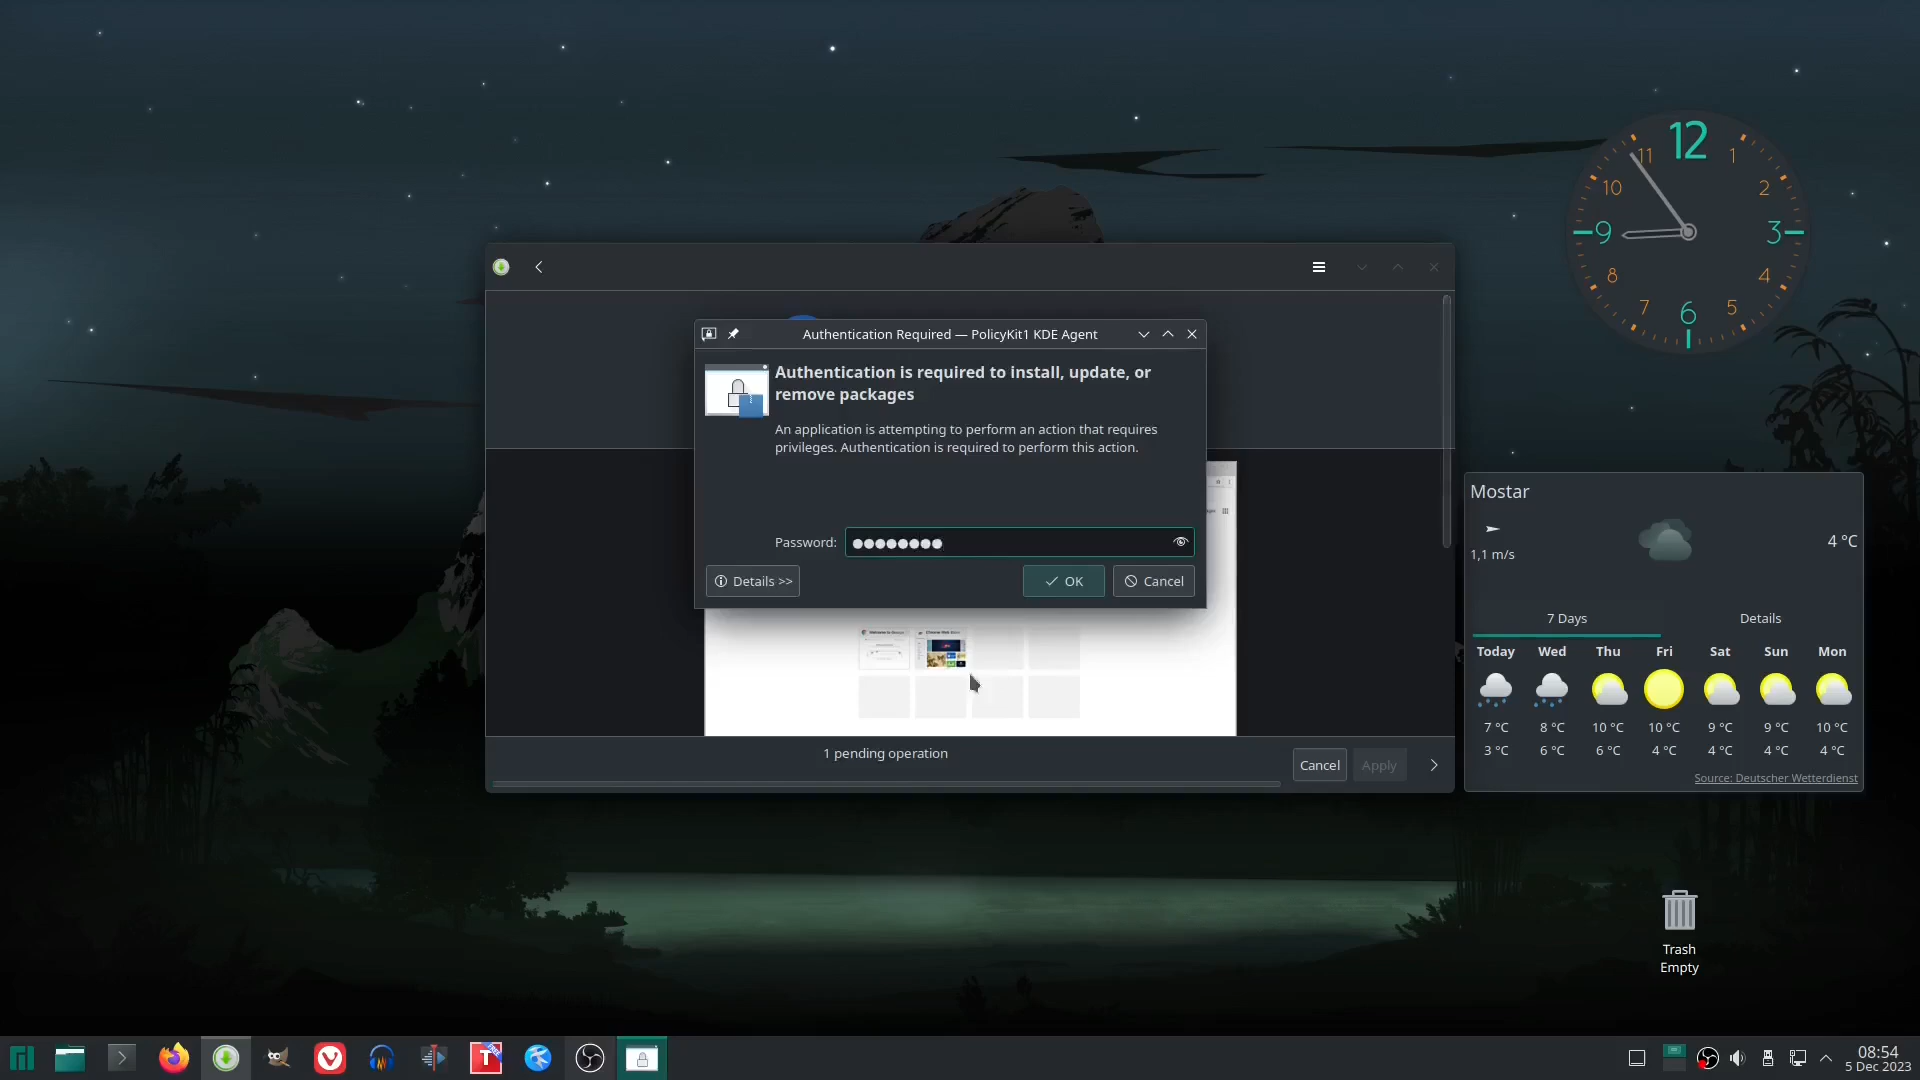 12
11
1
10
2
9
3
8
4
7
5
6
Authentication Required — PolicyKit1 KDE Agent
Authentication is required to install, update, or
remove packages
An application is attempting to perform an action that requires
privileges. Authentication is required to perform this action.
Password:
Details >>
OK
Cancel
1 pending operation
Cancel
Apply
Mostar
1,1 m/s
4 °C
7 Days
Details
Today Wed Thu Fri Sat Sun Mon
7 °C 8 °C 10 °C 10 °C 9 °C 9 °C 10 °C
3 °C 6 °C 6 °C 4 °C 4 °C 4 °C 4 °C
Source: Deutscher Wetterdienst
Trash
Empty
T
FREE
08:54
5 Dec 2023